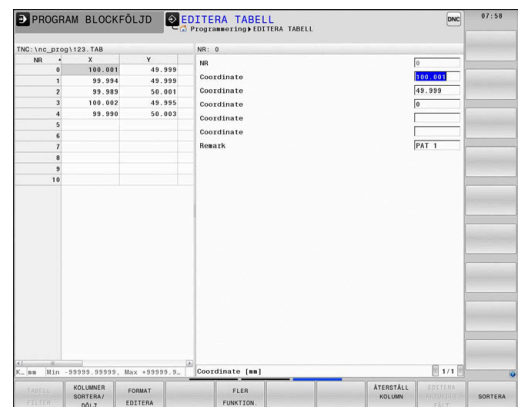 PROGRAM BLOCKFÖLJD
EDITERA TABELL
Programmering▸EDITERA TABELL
DNC
07:58
TNC:\nc_prog\123.TAB
NR X Y
0 100.001 49.999
1 99.994 49.999
2 99.989 50.001
3 100.002 49.995
4 99.990 50.003
5
6
7
8
9
10
NR: 0
NR 0
Coordinate 100.001
Coordinate 49.999
Coordinate 0
Coordinate
Coordinate
Remark PAT 1
K… mm Min -99999.99999, Max +99999.9…
Coordinate [mm]
1/1
TABELL
FILTER
KOLUMNER
SORTERA/
DÖLJ
FORMAT
EDITERA
FLER
FUNKTION.
ÅTERSTÄLL
KOLUMN
EDITERA
FÄLT
SORTERA